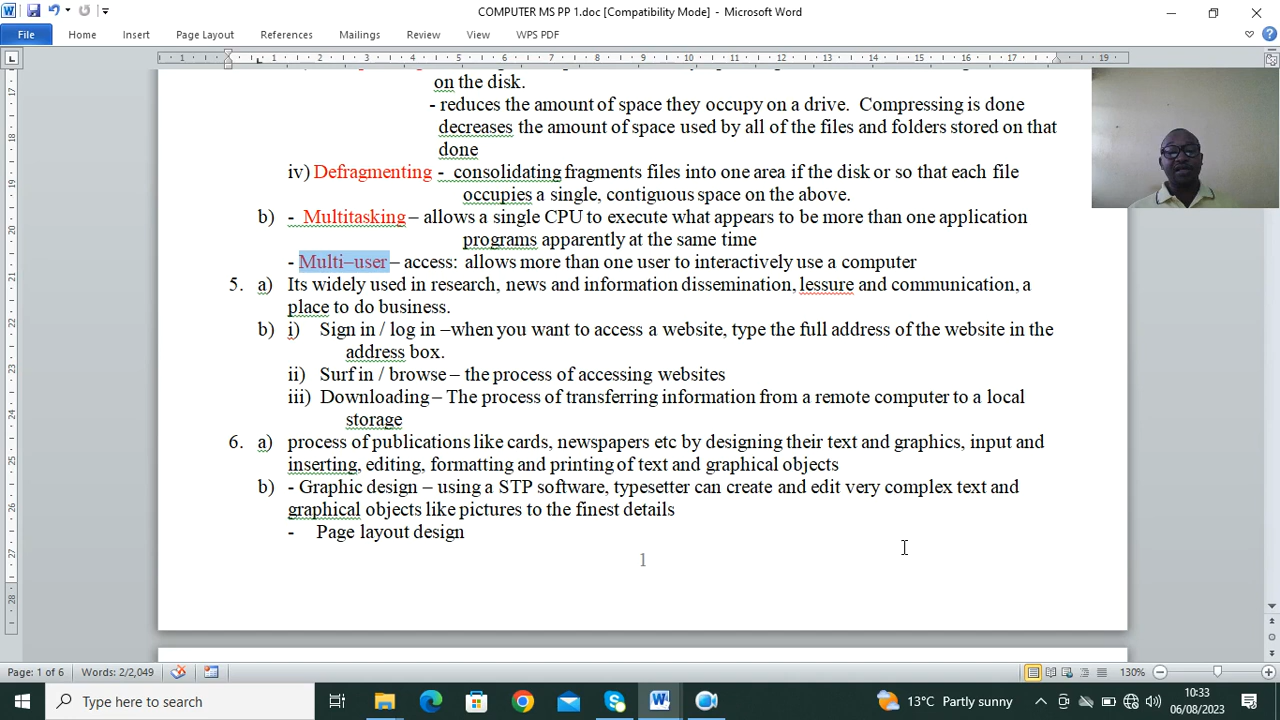 COMPUTER MS PP 1.doc [Compatibility Mode] - Microsoft Word
File Home Insert Page Layout References Mailings Review View WPS PDF
on the disk.
- reduces the amount of space they occupy on a drive. Compressing is done
decreases the amount of space used by all of the files and folders stored on that
done
iv) Defragmenting - consolidating fragments files into one area if the disk or so that each file
occupies a single, contiguous space on the above.
b) - Multitasking – allows a single CPU to execute what appears to be more than one application
programs apparently at the same time
- Multi–user – access: allows more than one user to interactively use a computer
5. a) Its widely used in research, news and information dissemination, lessure and communication, a
place to do business.
b) i) Sign in / log in –when you want to access a website, type the full address of the website in the
address box.
ii) Surf in / browse – the process of accessing websites
iii) Downloading – The process of transferring information from a remote computer to a local
storage
6. a) process of publications like cards, newspapers etc by designing their text and graphics, input and
inserting, editing, formatting and printing of text and graphical objects
b) - Graphic design – using a STP software, typesetter can create and edit very complex text and
graphical objects like pictures to the finest details
- Page layout design
1
Page: 1 of 6 Words: 2/2,049 130%
Type here to search 13°C Partly sunny 10:33
06/08/2023